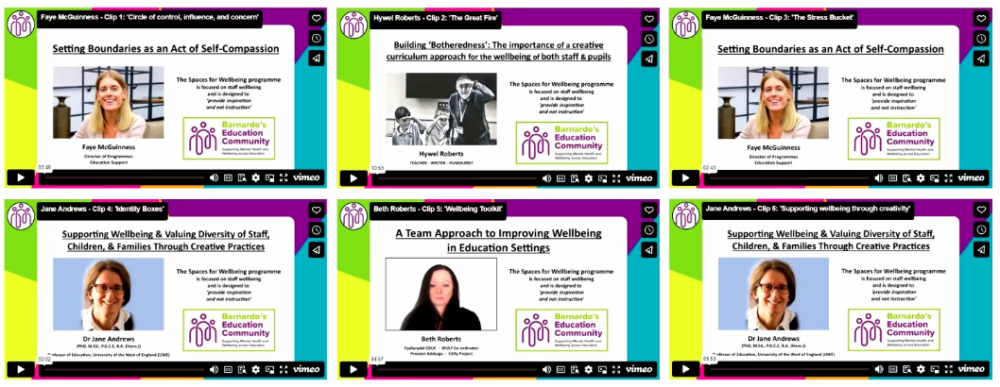 Faye McGuinness - Clip 1: 'Circle of control, influence, and concern'
Setting Boundaries as an Act of Self-Compassion
The Spaces for Wellbeing programme
is focused on staff wellbeing
and is designed to
'provide inspiration
and not instruction'
Barnardo's
Education
Community
Supporting Mental Health and
Wellbeing across Education
Faye McGuinness
Director of Programmes
Education Support
03:46
vimeo
Hywel Roberts - Clip 2: 'The Great Fire'
Building 'Botheredness': The importance of a creative
curriculum approach for the wellbeing of both staff & pupils
The Spaces for Wellbeing programme
is focused on staff wellbeing
and is designed to
'provide inspiration
and not instruction'
Barnardo's
Education
Community
Supporting Mental Health and
Wellbeing across Education
Hywel Roberts
TEACHER - WRITER - HUMOURIST
10:53
vimeo
Faye McGuinness - Clip 3: 'The Stress Bucket'
Setting Boundaries as an Act of Self-Compassion
The Spaces for Wellbeing programme
is focused on staff wellbeing
and is designed to
'provide inspiration
and not instruction'
Barnardo's
Education
Community
Supporting Mental Health and
Wellbeing across Education
Faye McGuinness
Director of Programmes
Education Support
02:43
vimeo
Jane Andrews - Clip 4: 'Identity Boxes'
Supporting Wellbeing & Valuing Diversity of Staff,
Children, & Families Through Creative Practices
The Spaces for Wellbeing programme
is focused on staff wellbeing
and is designed to
'provide inspiration
and not instruction'
Barnardo's
Education
Community
Supporting Mental Health and
Wellbeing across Education
Dr Jane Andrews
(PhD, M.Ed., P.G.C.E, B.A. (Hons.))
Professor of Education, University of the West of England (UWE)
03:02
vimeo
Beth Roberts - Clip 5: 'Wellbeing Toolkit'
A Team Approach to Improving Wellbeing
in Education Settings
The Spaces for Wellbeing programme
is focused on staff wellbeing
and is designed to
'provide inspiration
and not instruction'
Barnardo's
Education
Community
Supporting Mental Health and
Wellbeing across Education
Beth Roberts
Co-ordinator
Project
04:57
vimeo
Jane Andrews - Clip 6: 'Supporting wellbeing through creativity'
Supporting Wellbeing & Valuing Diversity of Staff,
Children, & Families Through Creative Practices
The Spaces for Wellbeing programme
is focused on staff wellbeing
and is designed to
'provide inspiration
and not instruction'
Barnardo's
Education
Community
Supporting Mental Health and
Wellbeing across Education
Dr Jane Andrews
(PhD, M.Ed., P.G.C.E, B.A. (Hons.))
Professor of Education, University of the West of England (UWE)
05:53
vimeo